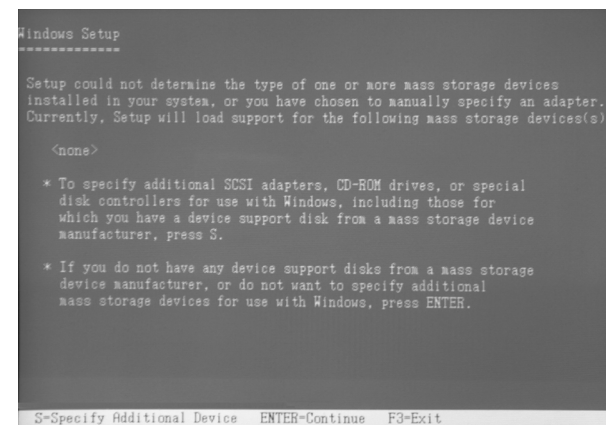 Windows Setup
=============
Setup could not determine the type of one or more mass storage devices
installed in your system, or you have chosen to manually specify an adapter.
Currently, Setup will load support for the following mass storage devices(s)
<none>
* To specify additional SCSI adapters, CD-ROM drives, or special
disk controllers for use with Windows, including those for
which you have a device support disk from a mass storage device
manufacturer, press S.
* If you do not have any device support disks from a mass storage
device manufacturer, or do not want to specify additional
mass storage devices for use with Windows, press ENTER.
S=Specify Additional Device ENTER=Continue F3=Exit